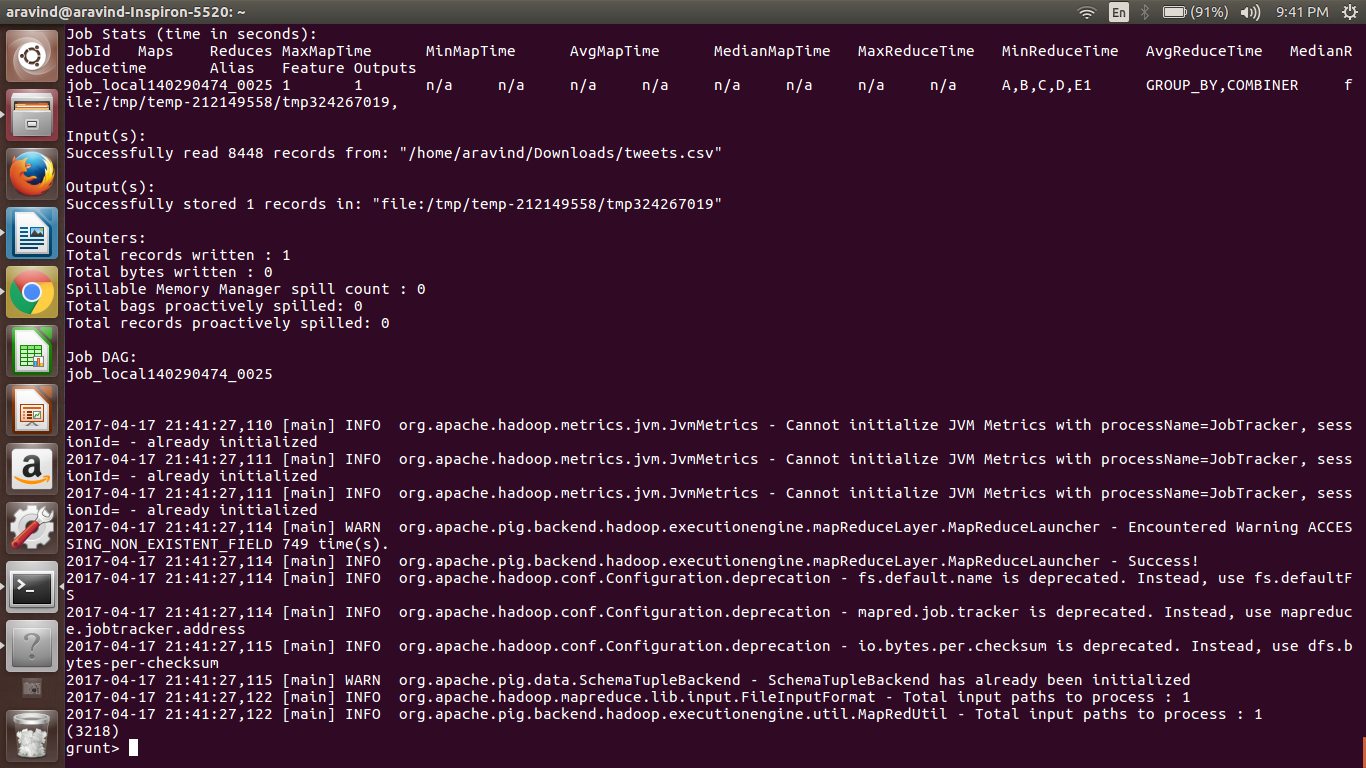 aravind@aravind-Inspiron-5520: ~
En (91%) 9:41 PM
Job Stats (time in seconds):
JobId Maps Reduces MaxMapTime MinMapTime AvgMapTime MedianMapTime MaxReduceTime MinReduceTime AvgReduceTime MedianR
educetime Alias Feature Outputs
job_local140290474_0025 1 1 n/a n/a n/a n/a n/a n/a n/a n/a A,B,C,D,E1 GROUP_BY,COMBINER f
ile:/tmp/temp-212149558/tmp324267019,
Input(s):
Successfully read 8448 records from: "/home/aravind/Downloads/tweets.csv"
Output(s):
Successfully stored 1 records in: "file:/tmp/temp-212149558/tmp324267019"
Counters:
Total records written : 1
Total bytes written : 0
Spillable Memory Manager spill count : 0
Total bags proactively spilled: 0
Total records proactively spilled: 0
Job DAG:
job_local140290474_0025
2017-04-17 21:41:27,110 [main] INFO  org.apache.hadoop.metrics.jvm.JvmMetrics - Cannot initialize JVM Metrics with processName=JobTracker, sess
ionId= - already initialized
2017-04-17 21:41:27,111 [main] INFO  org.apache.hadoop.metrics.jvm.JvmMetrics - Cannot initialize JVM Metrics with processName=JobTracker, sess
ionId= - already initialized
2017-04-17 21:41:27,111 [main] INFO  org.apache.hadoop.metrics.jvm.JvmMetrics - Cannot initialize JVM Metrics with processName=JobTracker, sess
ionId= - already initialized
2017-04-17 21:41:27,114 [main] WARN  org.apache.pig.backend.hadoop.executionengine.mapReduceLayer.MapReduceLauncher - Encountered Warning ACCES
SING_NON_EXISTENT_FIELD 749 time(s).
2017-04-17 21:41:27,114 [main] INFO  org.apache.pig.backend.hadoop.executionengine.mapReduceLayer.MapReduceLauncher - Success!
2017-04-17 21:41:27,114 [main] INFO  org.apache.hadoop.conf.Configuration.deprecation - fs.default.name is deprecated. Instead, use fs.defaultF
S
2017-04-17 21:41:27,114 [main] INFO  org.apache.hadoop.conf.Configuration.deprecation - mapred.job.tracker is deprecated. Instead, use mapreduc
e.jobtracker.address
2017-04-17 21:41:27,115 [main] INFO  org.apache.hadoop.conf.Configuration.deprecation - io.bytes.per.checksum is deprecated. Instead, use dfs.b
ytes-per-checksum
2017-04-17 21:41:27,115 [main] WARN  org.apache.pig.data.SchemaTupleBackend - SchemaTupleBackend has already been initialized
2017-04-17 21:41:27,122 [main] INFO  org.apache.hadoop.mapreduce.lib.input.FileInputFormat - Total input paths to process : 1
2017-04-17 21:41:27,122 [main] INFO  org.apache.pig.backend.hadoop.executionengine.util.MapRedUtil - Total input paths to process : 1
(3218)
grunt>